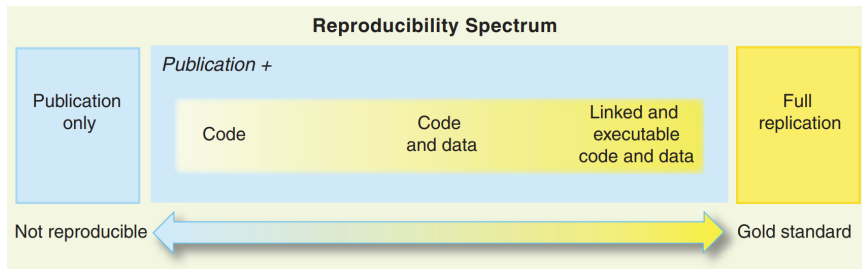 Reproducibility Spectrum
Publication
only
Publication +
Code
Code
and data
Linked and
executable
code and data
Full
replication
Not reproducible
Gold standard